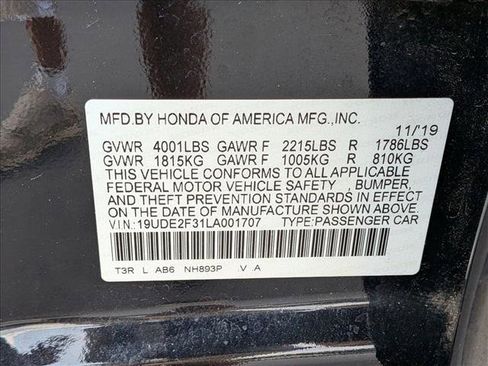 MFD.BY HONDA OF AMERICA MFG.,INC.
11/'19
GVWR 4001LBS GAWR F 2215LBS R 1786LBS
GVWR 1815KG GAWR F 1005KG R 810KG
THIS VEHICLE CONFORMS TO ALL APPLICABLE
FEDERAL MOTOR VEHICLE SAFETY , BUMPER,
AND THEFT PREVENTION STANDARDS IN EFFECT
ON THE DATE OF MANUFACTURE SHOWN ABOVE.
V.I.N.:19UDE2F31LA001707 TYPE:PASSENGER CAR
T3R L AB6 NH893P .V .A